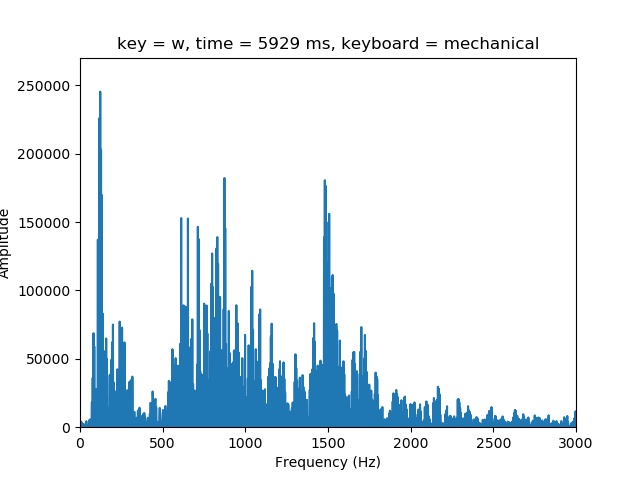 key = w, time = 5929 ms, keyboard = mechanical
250000
200000
150000
100000
50000
0
Amplitude
0 500 1000 1500 2000 2500 3000
Frequency (Hz)